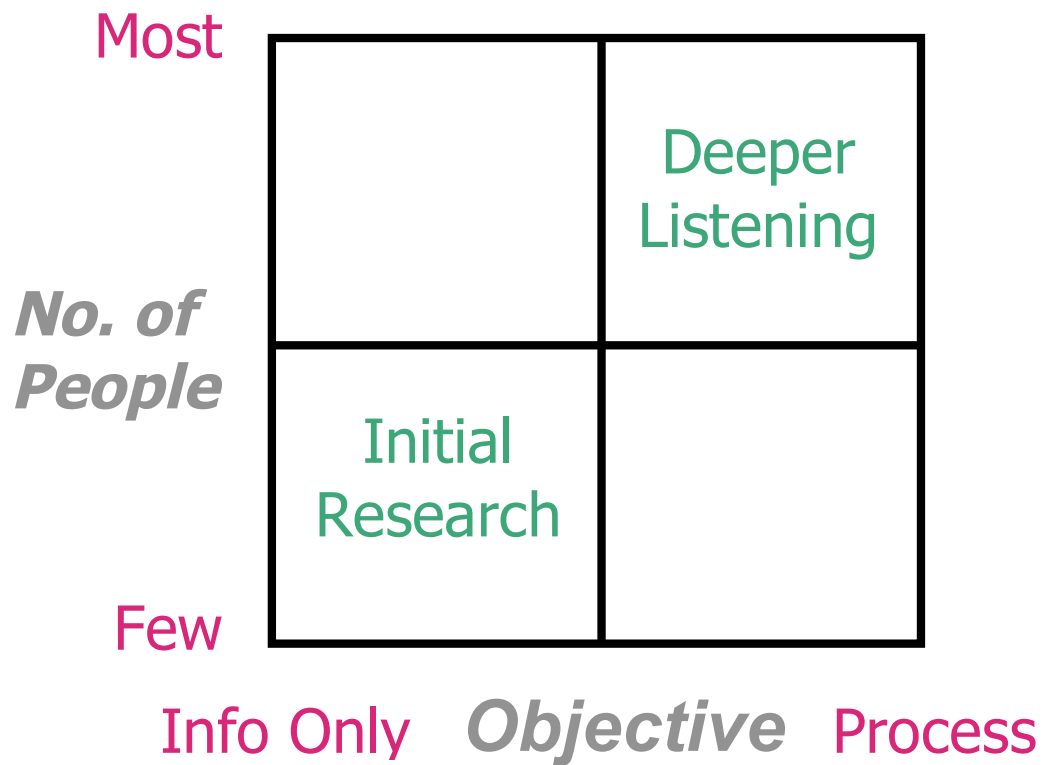 Most
Deeper
Listening
No. of
People
Initial
Research
Few
Info Only Objective Process